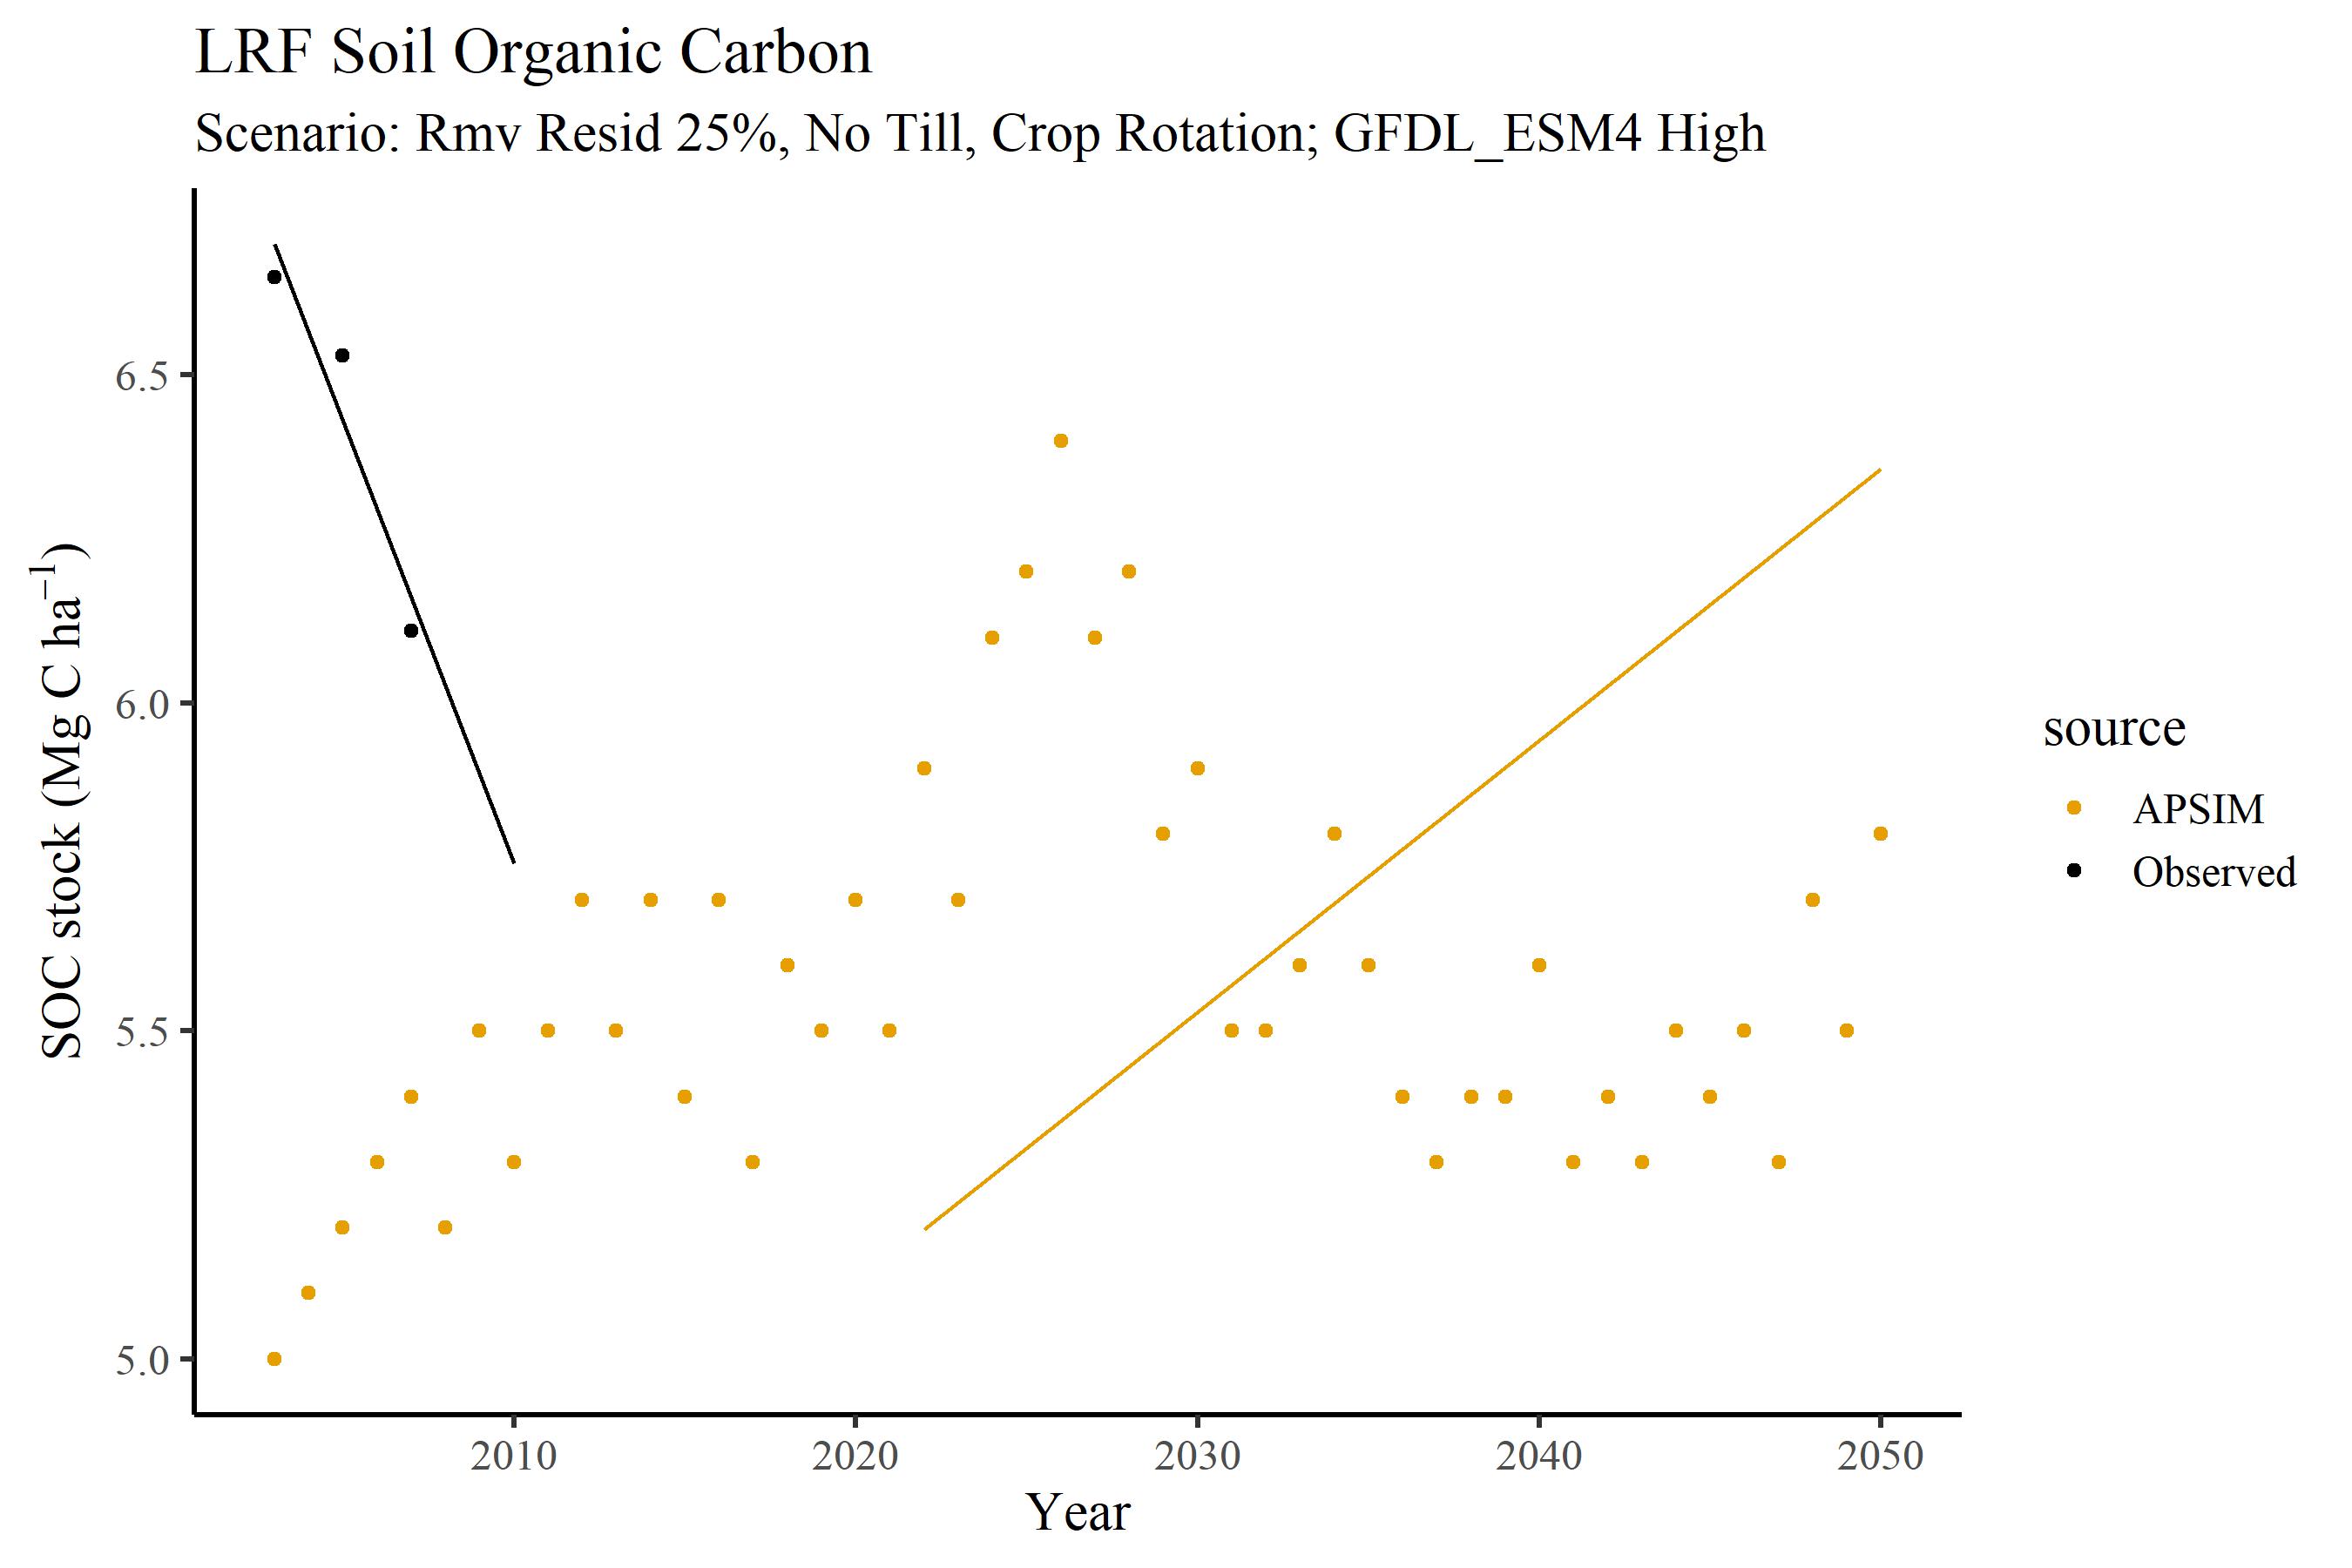 LRF Soil Organic Carbon
Scenario: Rmv Resid 25%, No Till, Crop Rotation; GFDL_ESM4 High
SOC stock (Mg C ha⁻¹)
6.5
6.0
5.5
5.0
2010 2020 2030 2040 2050
Year
source
APSIM
Observed